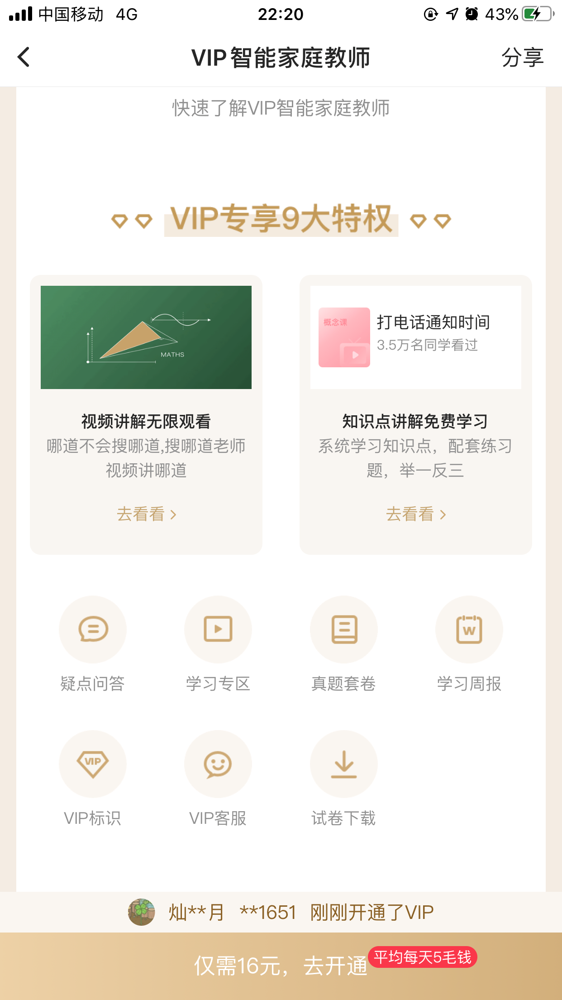 中国移动 4G 22:20 43%
VIP智能家庭教师 分享
快速了解VIP智能家庭教师
VIP专享9大特权
MATHS
视频讲解无限观看
哪道不会搜哪道,搜哪道老师
视频讲哪道
去看看
概念课
打电话通知时间
3.5万名同学看过
知识点讲解免费学习
系统学习知识点，配套练习
题，举一反三
去看看
疑点问答 学习专区 真题套卷 学习周报
W
VIP
VIP标识 VIP客服 试卷下载
灿**月 **1651 刚刚开通了VIP
仅需16元，去开通
平均每天5毛钱